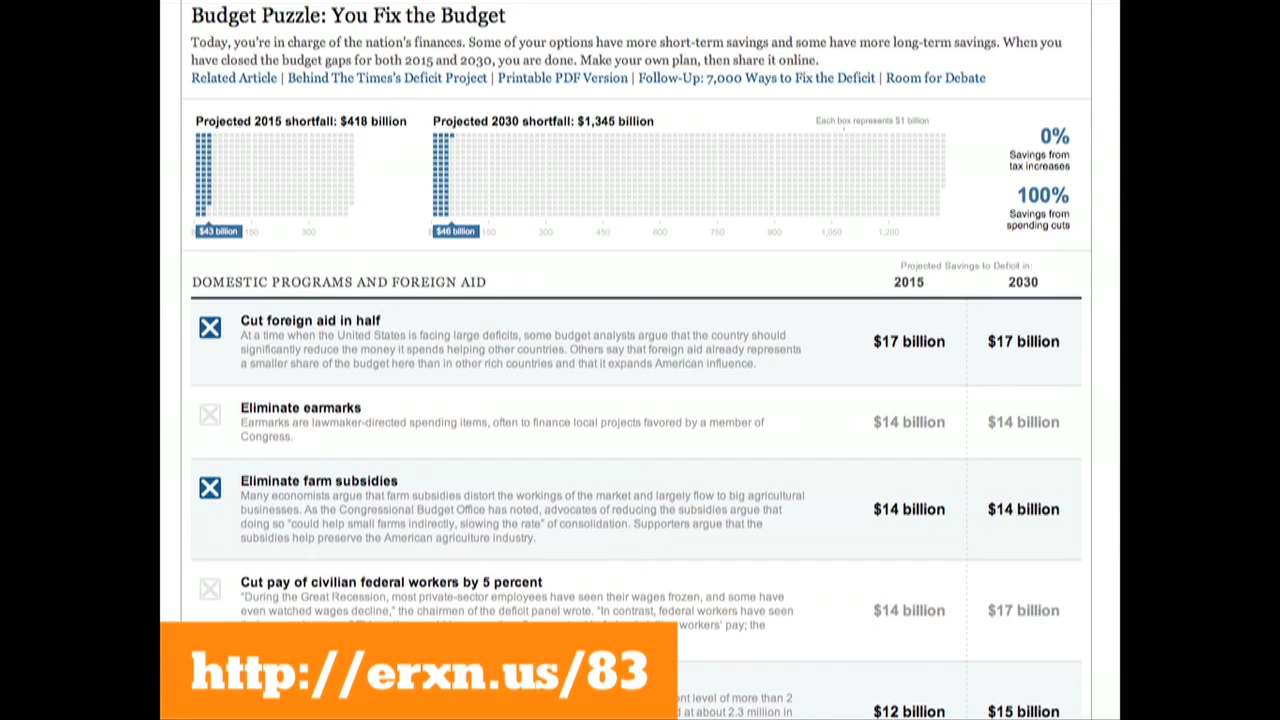 Budget Puzzle: You Fix the Budget
Today, you're in charge of the nation's finances. Some of your options have more short-term savings and some have more long-term savings. When you
have closed the budget gaps for both 2015 and 2030, you are done. Make your own plan, then share it online.
Related Article | Behind The Times's Deficit Project | Printable PDF Version | Follow-Up: 7,000 Ways to Fix the Deficit | Room for Debate
Projected 2015 shortfall: $418 billion
Projected 2030 shortfall: $1,345 billion
Each box represents $1 billion
0%
Savings from
tax increases
100%
Savings from
spending cuts
$43 billion 150 300
$46 billion 150 300 450 600 750 900 1,050 1,200
Projected Savings to Deficit in:
DOMESTIC PROGRAMS AND FOREIGN AID 2015 2030
Cut foreign aid in half
At a time when the United States is facing large deficits, some budget analysts argue that the country should
significantly reduce the money it spends helping other countries. Others say that foreign aid already represents
a smaller share of the budget here than in other rich countries and that it expands American influence.
$17 billion $17 billion
Eliminate earmarks
Earmarks are lawmaker-directed spending items, often to finance local projects favored by a member of
Congress.
$14 billion $14 billion
Eliminate farm subsidies
Many economists argue that farm subsidies distort the workings of the market and largely flow to big agricultural
businesses. As the Congressional Budget Office has noted, advocates of reducing the subsidies argue that
doing so "could help small farms indirectly, slowing the rate" of consolidation. Supporters argue that the
subsidies help preserve the American agriculture industry.
$14 billion $14 billion
Cut pay of civilian federal workers by 5 percent
"During the Great Recession, most private-sector employees have seen their wages frozen, and some have
even watched wages decline," the chairmen of the deficit panel wrote. "In contrast, federal workers have seen
workers' pay; the
$14 billion $17 billion
level of more than 2
at about 2.3 million in
$12 billion $15 billion
http://erxn.us/83